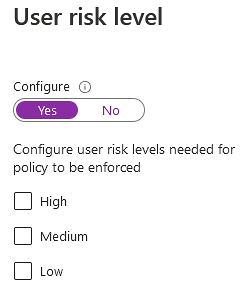 User risk level
Configure
Yes No
Configure user risk levels needed for
policy to be enforced
High
Medium
Low